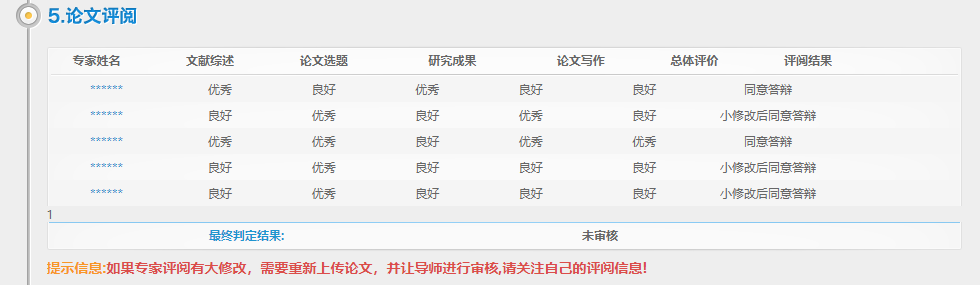 5.论文评阅
专家姓名 文献综述 论文选题 研究成果 论文写作 总体评价 评阅结果
****** 优秀 良好 优秀 良好 良好 同意答辩
****** 良好 优秀 良好 优秀 良好 小修改后同意答辩
****** 优秀 优秀 良好 优秀 优秀 同意答辩
****** 良好 优秀 良好 良好 良好 小修改后同意答辩
****** 良好 优秀 良好 良好 良好 小修改后同意答辩
1
最终判定结果: 未审核
提示信息:如果专家评阅有大修改，需要重新上传论文，并让导师进行审核,请关注自己的评阅信息!